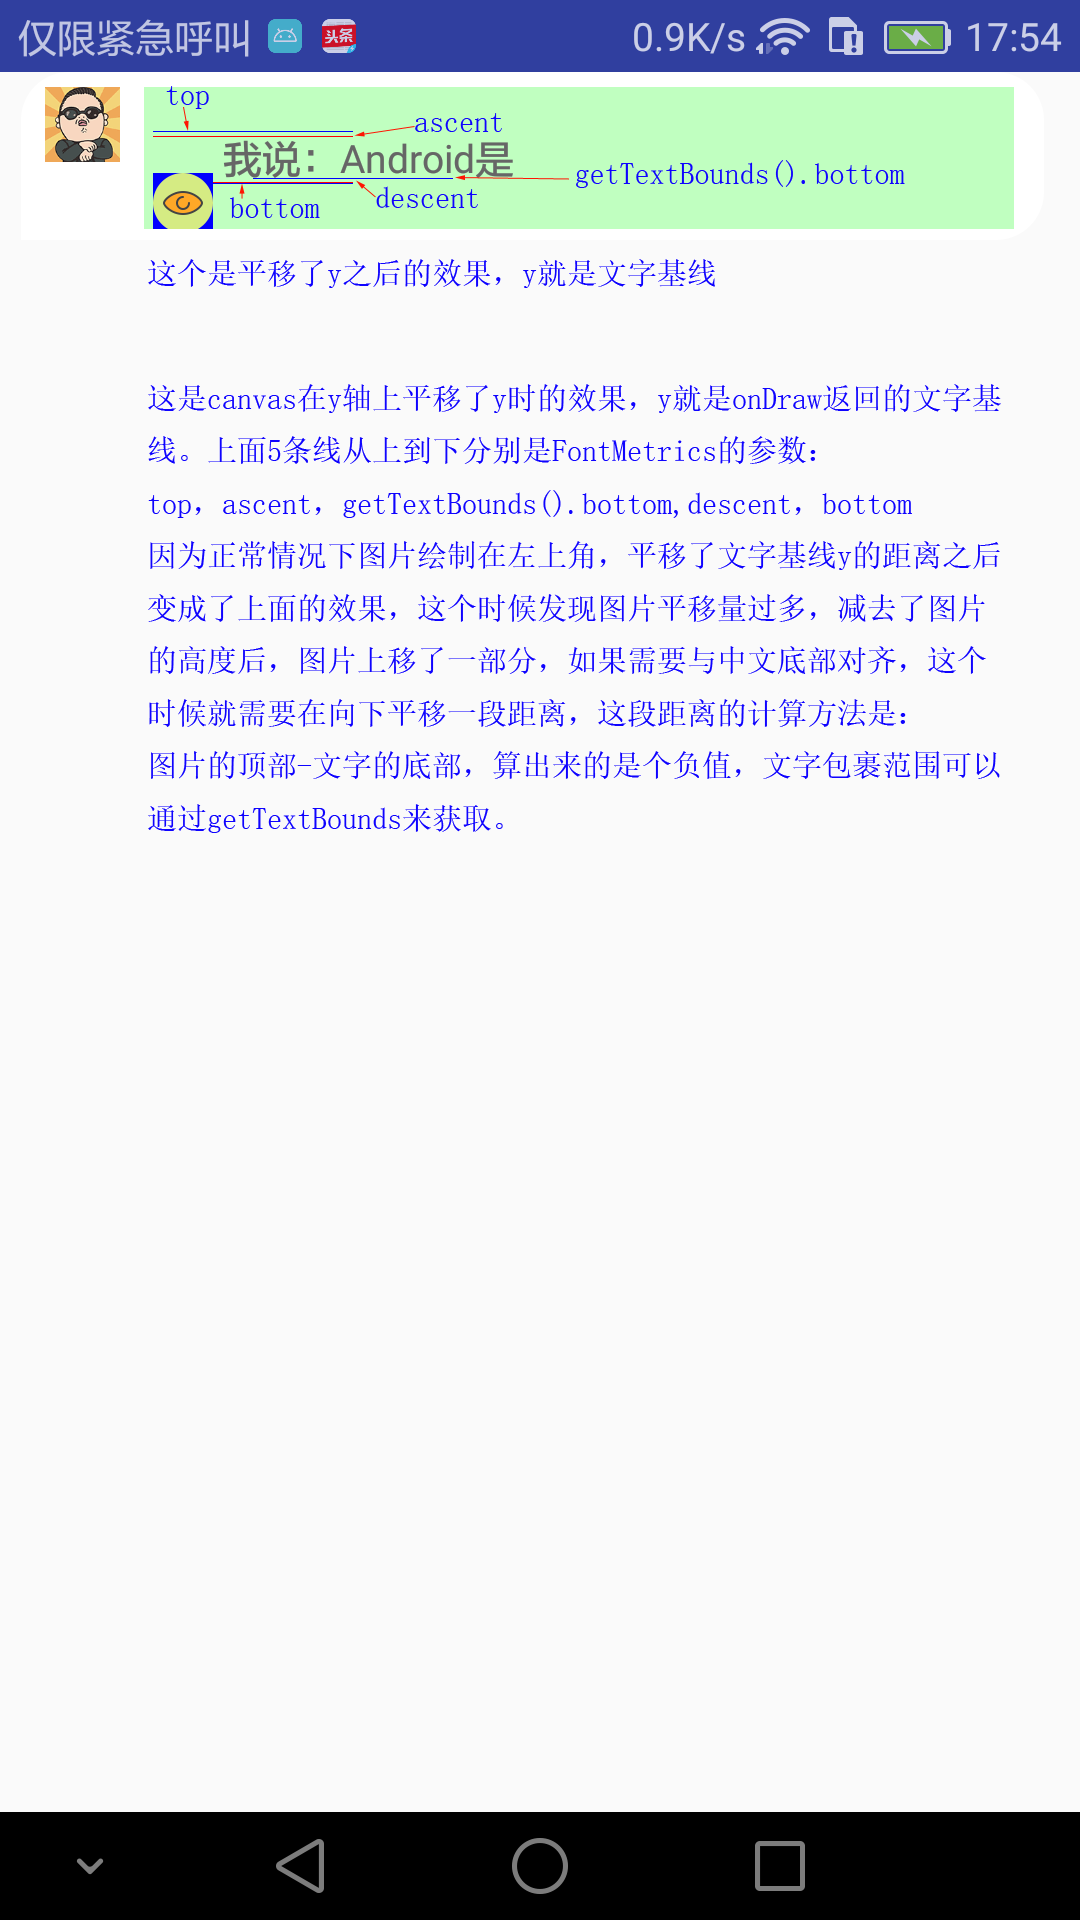 仅限紧急呼叫 头条 0.9K/s 17:54
top
ascent
我说：Android是
getTextBounds().bottom
descent
bottom
这个是平移了y之后的效果，y就是文字基线
这是canvas在y轴上平移了y时的效果，y就是onDraw返回的文字基
线。上面5条线从上到下分别是FontMetrics的参数：
top，ascent，getTextBounds().bottom,descent，bottom
因为正常情况下图片绘制在左上角，平移了文字基线y的距离之后
变成了上面的效果，这个时候发现图片平移量过多，减去了图片
的高度后，图片上移了一部分，如果需要与中文底部对齐，这个
时候就需要在向下平移一段距离，这段距离的计算方法是：
图片的顶部-文字的底部，算出来的是个负值，文字包裹范围可以
通过getTextBounds来获取。